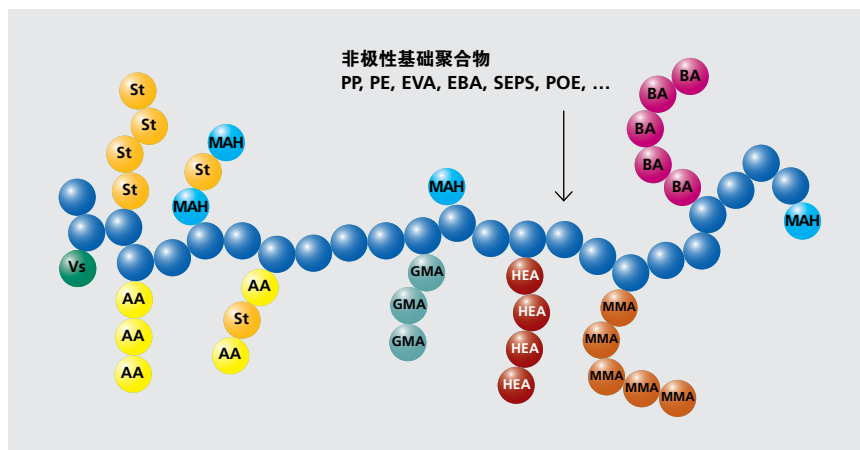 非极性基础聚合物
PP, PE, EVA, EBA, SEPS, POE, ...
St
St
St
St
Vs
AA
AA
AA
MAH
St
MAH
AA
St
AA
MAH
GMA
GMA
GMA
HEA
HEA
HEA
HEA
MMA
MMA
MMA
MMA
MMA
BA
BA
BA
BA
BA
MAH